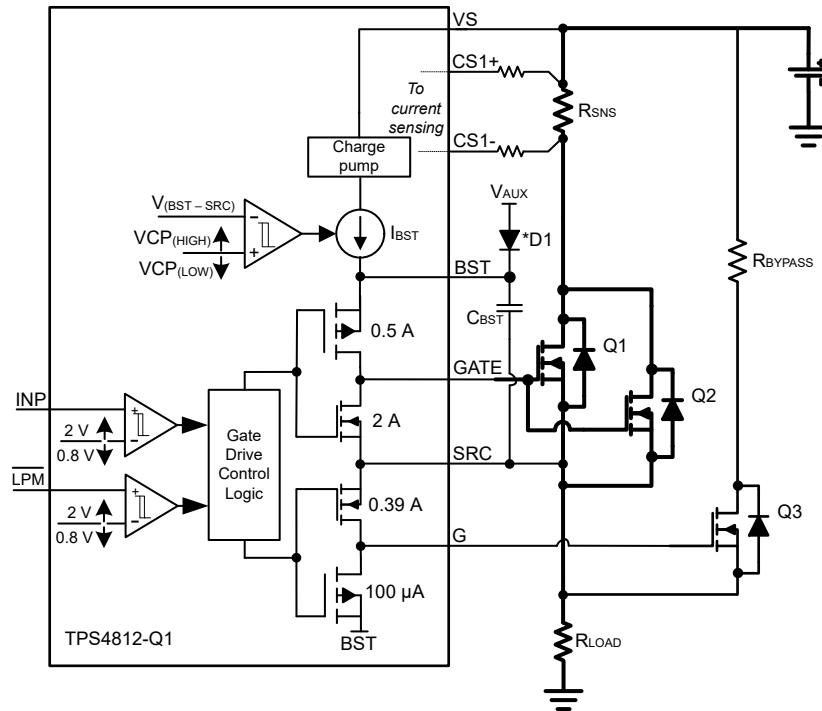 VS
CS1+
To
current
sensing
RSNS
CS1-
Charge
pump
V(BST – SRC)
VAUX
IBST
*D1
VCP(HIGH)
VCP(LOW)
BST
RBYPASS
CBST
0.5 A
Q1
GATE
Q2
INP
2 A
2 V
0.8 V
Gate
Drive
Control
Logic
SRC
LPM
0.39 A
2 V
0.8 V
Q3
G
100 µA
TPS4812-Q1
BST
RLOAD